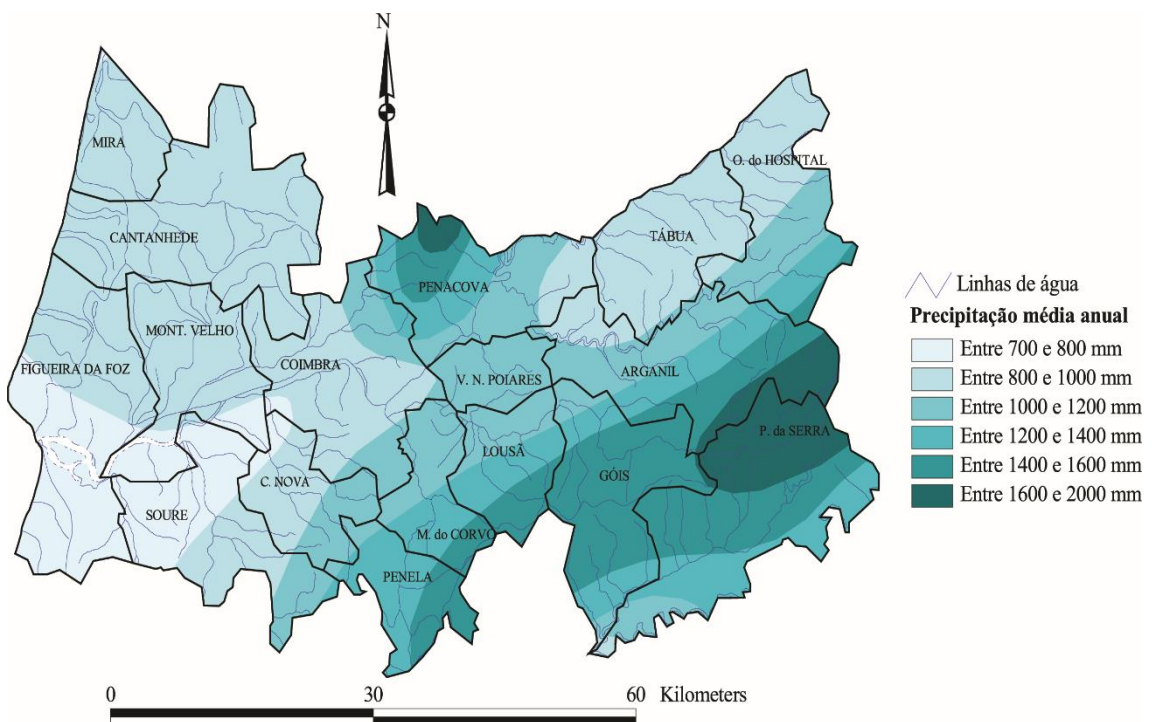 N
MIRA
O. do HOSPITAL
CANTANHEDE
TÁBUA
PENACOVA
MONT. VELHO
FIGUEIRA DA FOZ
COIMBRA
V. N. POIARES
ARGANIL
P. da SERRA
LOUSÃ
GÓIS
C. NOVA
SOURE
M. do CORVO
PENELA
Linhas de água
Precipitação média anual
Entre 700 e 800 mm
Entre 800 e 1000 mm
Entre 1000 e 1200 mm
Entre 1200 e 1400 mm
Entre 1400 e 1600 mm
Entre 1600 e 2000 mm
0 30 60 Kilometers